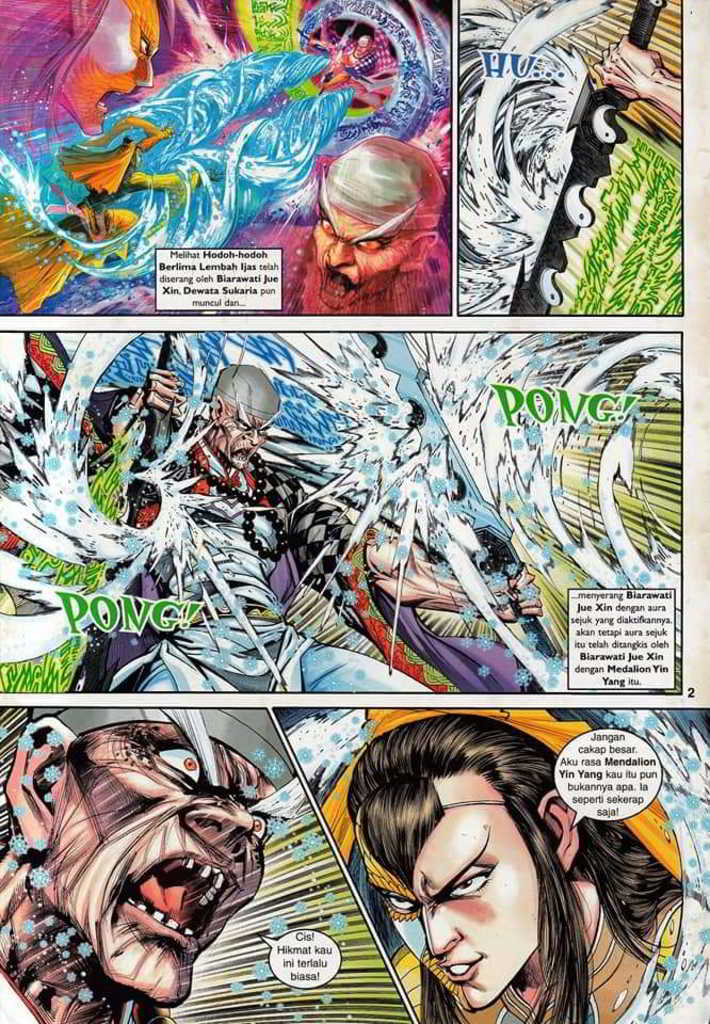 Melihat Hodoh-hodoh
Berlima Lembah Ijas telah
diserang oleh Biarawati Jue
Xin, Dewata Sukaria pun
muncul dan...
HU...
PONG!
PONG!
...menyerang Biarawati
Jue Xin dengan aura
sejuk yang diaktifkannya.
akan tetapi aura sejuk
itu telah ditangkis oleh
Biarawati Jue Xin
dengan Medalion Yin
Yang itu.
2
Cis!
Hikmat kau
ini terlalu
biasa!
Jangan
cakap besar.
Aku rasa Medalion
Yin Yang kau itu pun
bukannya apa. Ia
seperti sekerap
saja!